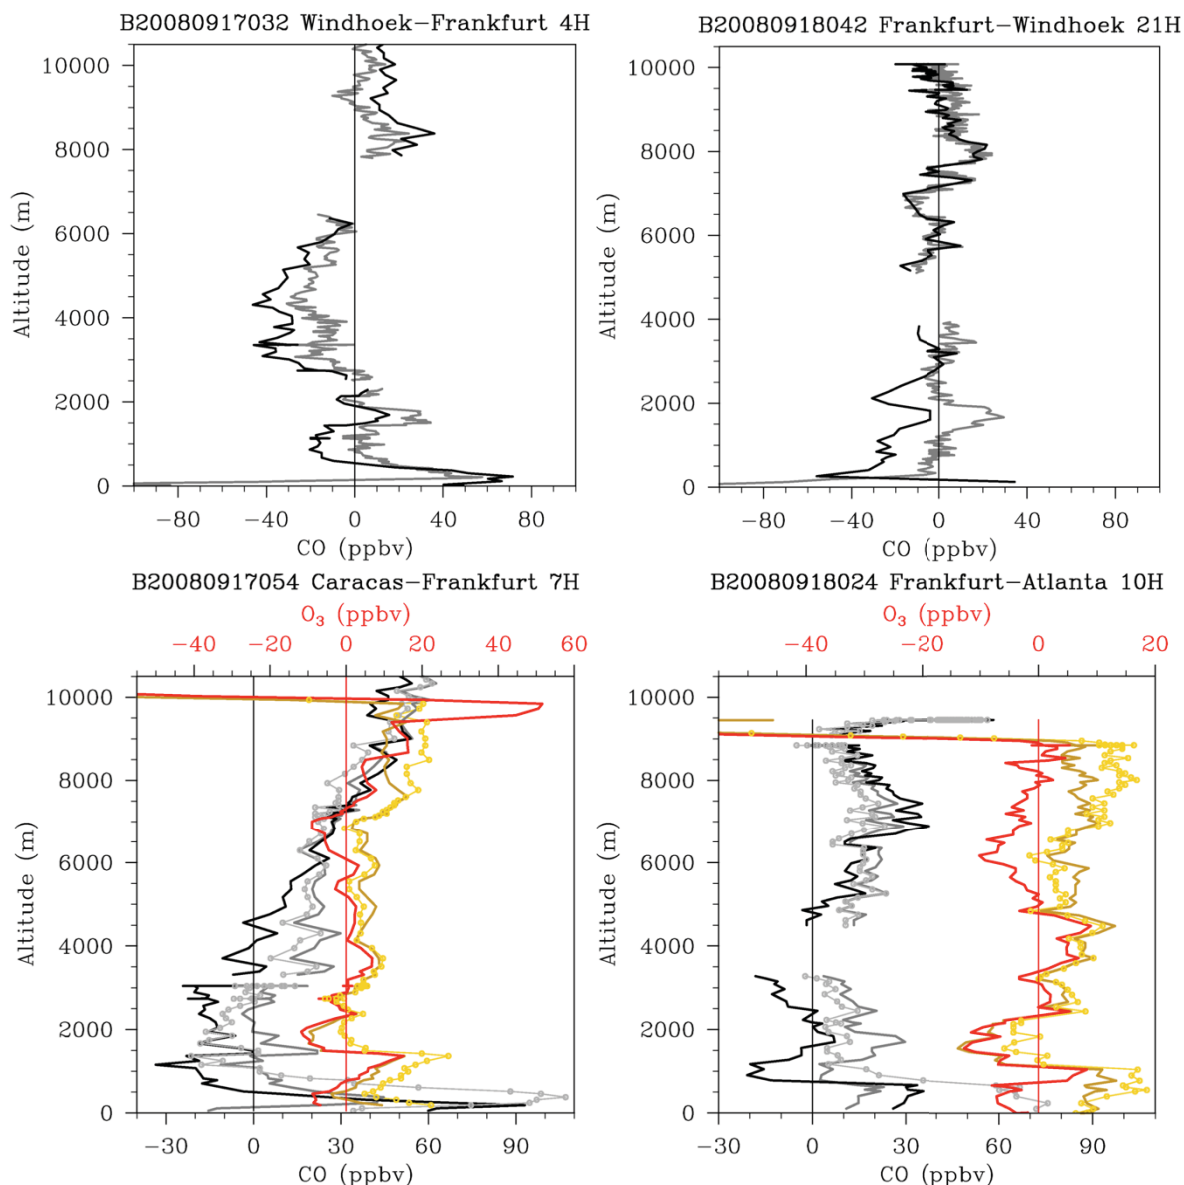 B20080917032 Windhoek−Frankfurt 4H
B20080918042 Frankfurt−Windhoek 21H
10000
8000
6000
4000
2000
0
Altitude (m)
−80 −40 0 40 80
CO (ppbv)
10000
8000
6000
4000
2000
0
Altitude (m)
−80 −40 0 40 80
CO (ppbv)
B20080917054 Caracas−Frankfurt 7H
O₃ (ppbv)
−40 −20 0 20 40 60
10000
8000
6000
4000
2000
0
Altitude (m)
−30 0 30 60 90
CO (ppbv)
B20080918024 Frankfurt−Atlanta 10H
O₃ (ppbv)
−40 −20 0 20
10000
8000
6000
4000
2000
0
Altitude (m)
−30 0 30 60 90
CO (ppbv)